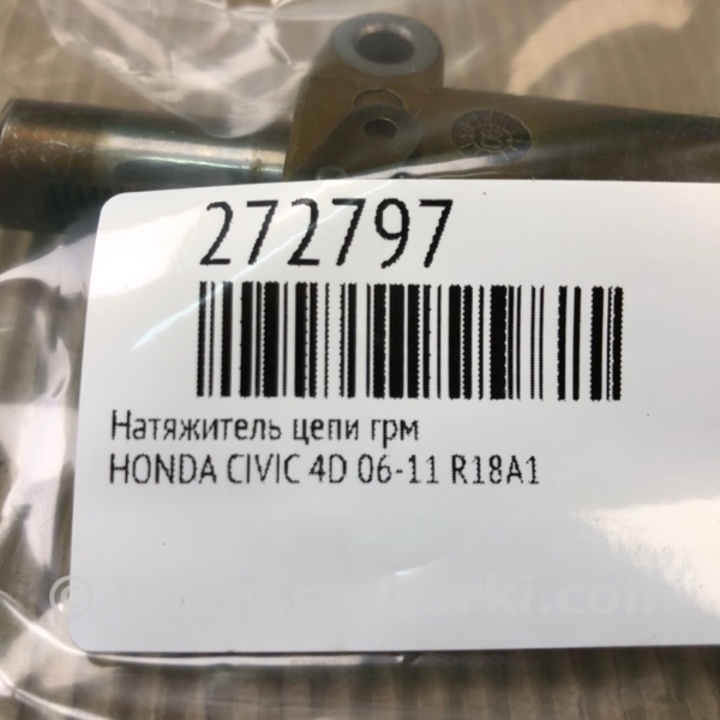 272797
Натяжитель цепи грм
HONDA CIVIC 4D 06-11 R18A1